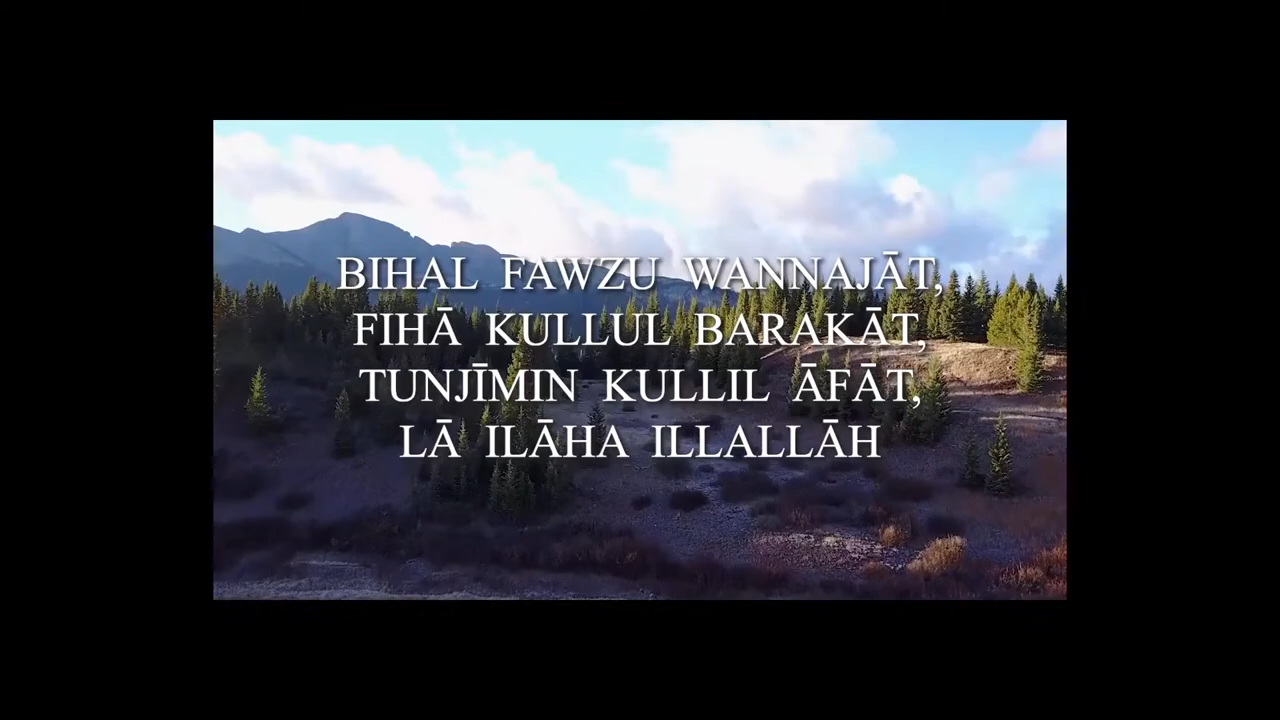 BIHAL FAWZU WANNAJĀT,
FIHĀ KULLUL BARAKĀT,
TUNJĪMIN KULLIL ĀFĀT,
LĀ ILĀHA ILLALLĀH